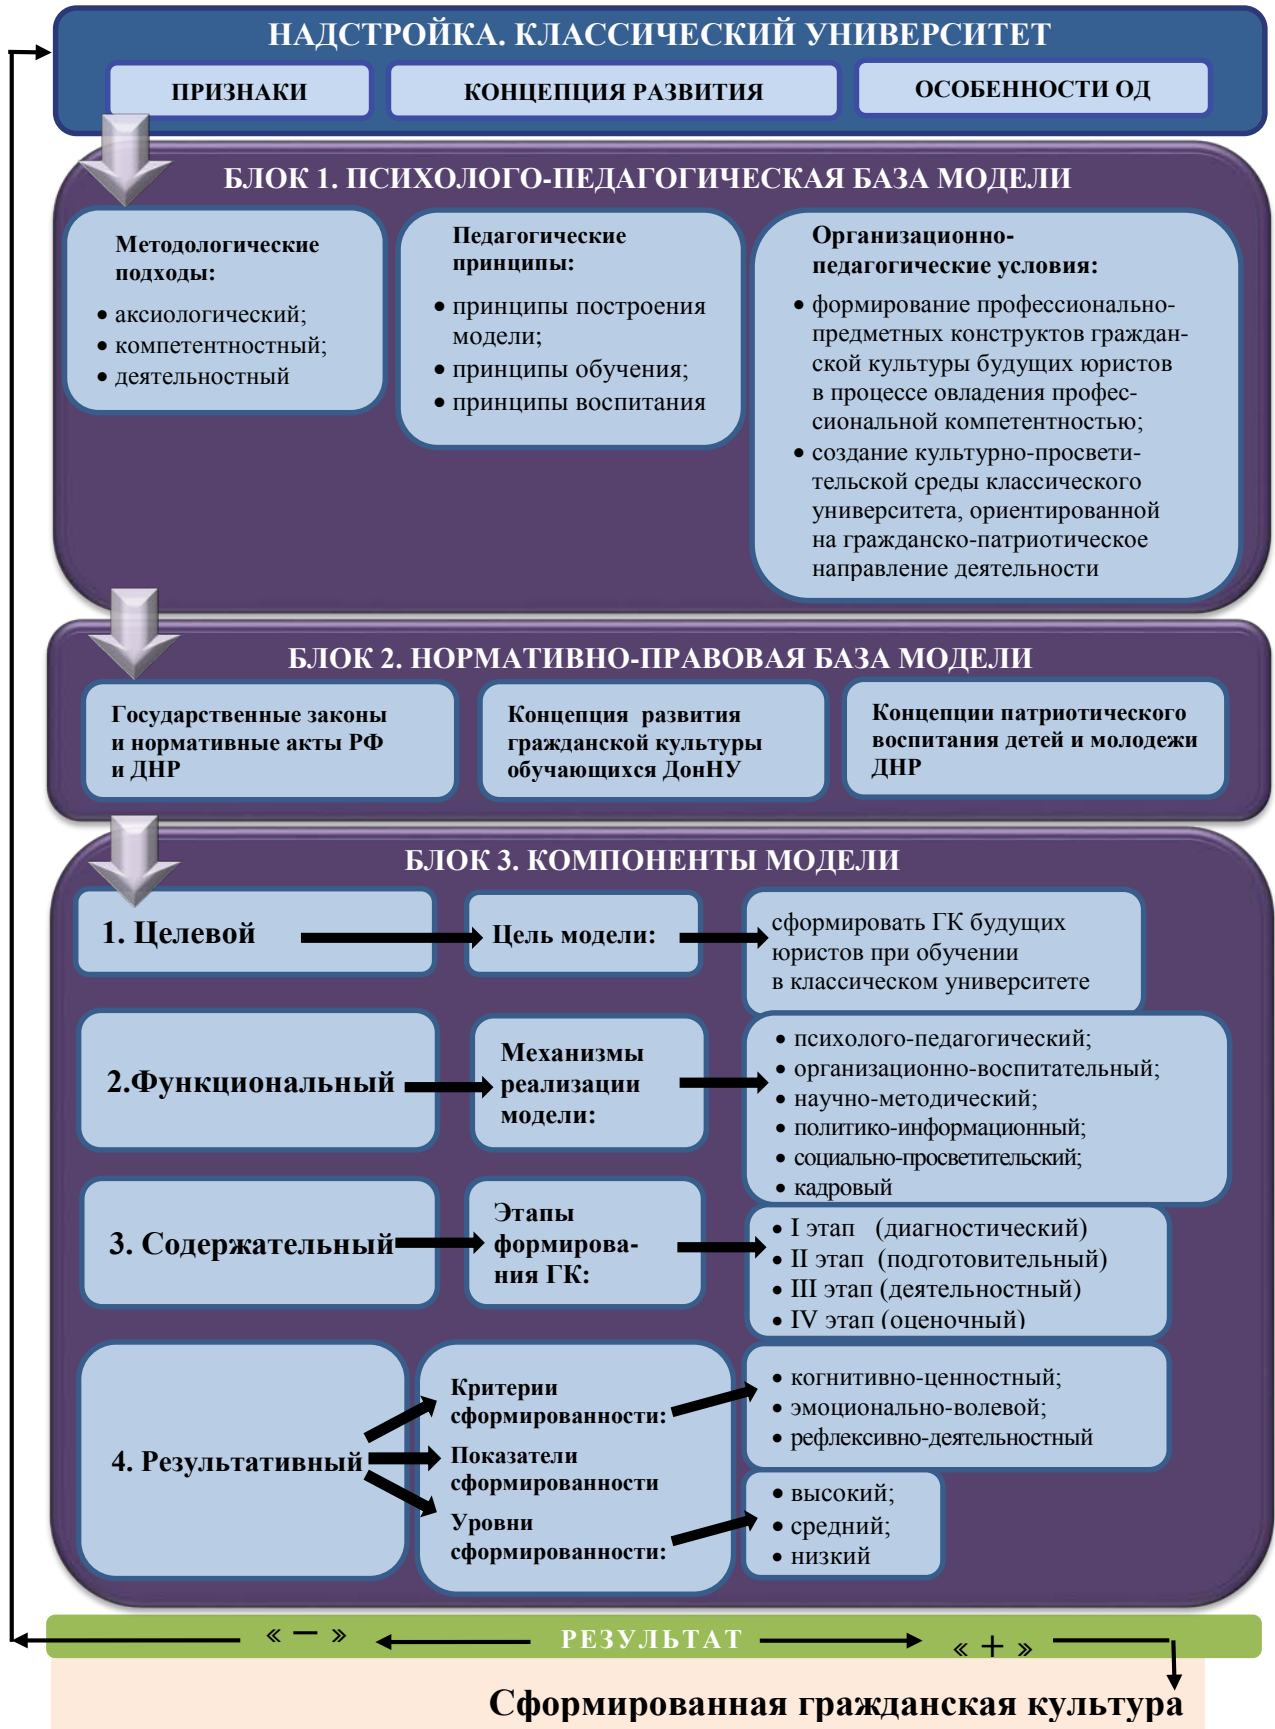 НАДСТРОЙКА. КЛАССИЧЕСКИЙ УНИВЕРСИТЕТ
ПРИЗНАКИ
КОНЦЕПЦИЯ РАЗВИТИЯ
ОСОБЕННОСТИ ОД
БЛОК 1. ПСИХОЛОГО-ПЕДАГОГИЧЕСКАЯ БАЗА МОДЕЛИ
Методологические
подходы:
• аксиологический;
• компетентностный;
• деятельностный
Педагогические
принципы:
• принципы построения
модели;
• принципы обучения;
• принципы воспитания
Организационно-
педагогические условия:
• формирование профессионально-
предметных конструктов граждан-
ской культуры будущих юристов
в процессе овладения профес-
сиональной компетентностью;
• создание культурно-просвети-
тельской среды классического
университета, ориентированной
на гражданско-патриотическое
направление деятельности
БЛОК 2. НОРМАТИВНО-ПРАВОВАЯ БАЗА МОДЕЛИ
Государственные законы
и нормативные акты РФ
и ДНР
Концепция развития
гражданской культуры
обучающихся ДонНУ
Концепции патриотического
воспитания детей и молодежи
ДНР
БЛОК 3. КОМПОНЕНТЫ МОДЕЛИ
1. Целевой
Цель модели:
сформировать ГК будущих
юристов при обучении
в классическом университете
2.Функциональный
Механизмы
реализации
модели:
• психолого-педагогический;
• организационно-воспитательный;
• научно-методический;
• политико-информационный;
• социально-просветительский;
• кадровый
3. Содержательный
Этапы
формирова-
ния ГК:
• I этап (диагностический)
• II этап (подготовительный)
• III этап (деятельностный)
• IV этап (оценочный)
4. Результативный
Критерии
сформированности:
Показатели
сформированности
Уровни
сформированности:
• когнитивно-ценностный;
• эмоционально-волевой;
• рефлексивно-деятельностный
• высокий;
• средний;
• низкий
« — » РЕЗУЛЬТАТ « + »
Сформированная гражданская культура